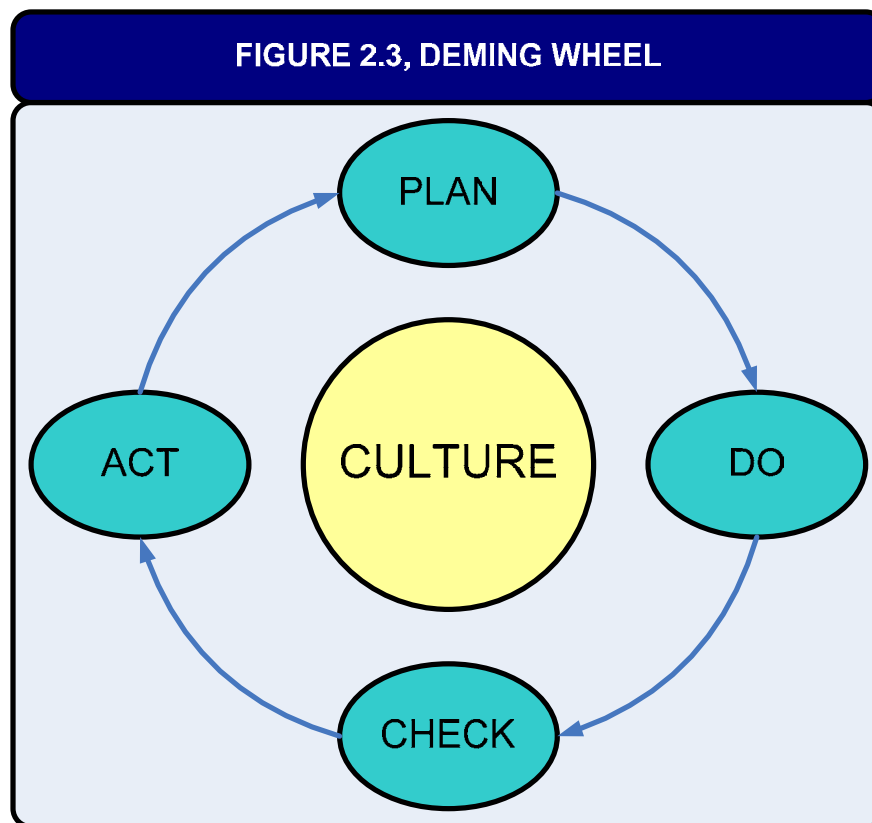 FIGURE 2.3, DEMING WHEEL
PLAN
ACT
CULTURE
DO
CHECK